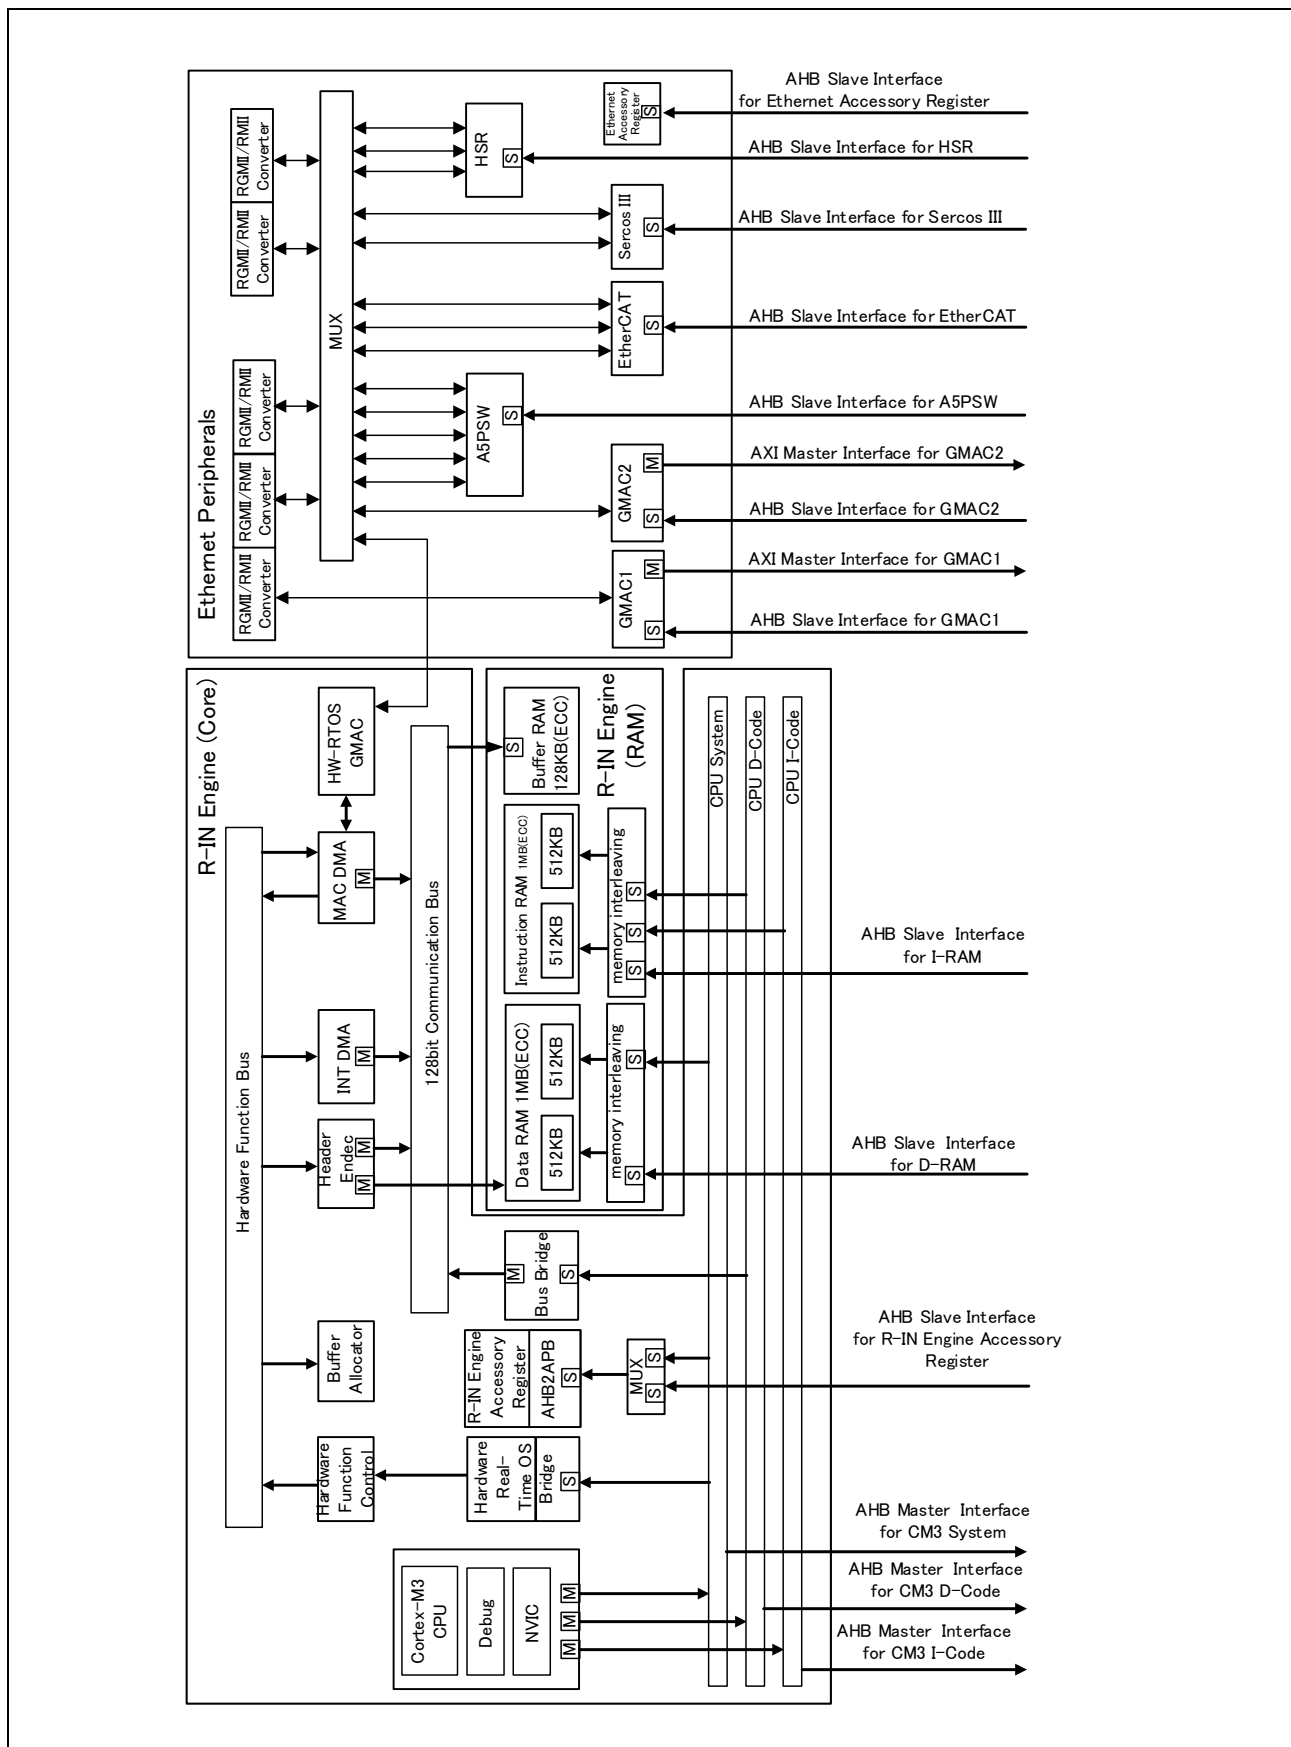 Ethernet Peripherals
RGMII/RMII
Converter
RGMII/RMII
Converter
RGMII/RMII
Converter
RGMII/RMII
Converter
RGMII/RMII
Converter
MUX
HSR
S
Ethernet
Accessory
Register
S
Sercos III
S
EtherCAT
S
A5PSW
S
GMAC2
M
S
GMAC1
M
S
AHB Slave Interface
for Ethernet Accessory Register
AHB Slave Interface for HSR
AHB Slave Interface for Sercos III
AHB Slave Interface for EtherCAT
AHB Slave Interface for A5PSW
AXI Master Interface for GMAC2
AHB Slave Interface for GMAC2
AXI Master Interface for GMAC1
AHB Slave Interface for GMAC1
R-IN Engine (Core)
Hardware Function Bus
HW-RTOS
GMAC
MAC DMA
M
INT DMA
M
Header
Endec
M
M
Buffer
Allocator
Hardware
Function
Control
128bit Communication Bus
R-IN Engine
(RAM)
Buffer RAM
128KB(ECC)
S
Instruction RAM 1MB(ECC)
512KB
512KB
memory interleaving
S
S
S
Data RAM 1MB(ECC)
512KB
512KB
memory interleaving
S
S
Bus Bridge
M
S
R-IN Engine
Accessory
Register
AHB2APB
S
MUX
S
S
Hardware
Real-
Time OS
Bridge
S
Cortex-M3
CPU
Debug
NVIC
M
M
M
CPU System
CPU D-Code
CPU I-Code
AHB Slave Interface
for I-RAM
AHB Slave Interface
for D-RAM
AHB Slave Interface
for R-IN Engine Accessory
Register
AHB Master Interface
for CM3 System
AHB Master Interface
for CM3 D-Code
AHB Master Interface
for CM3 I-Code